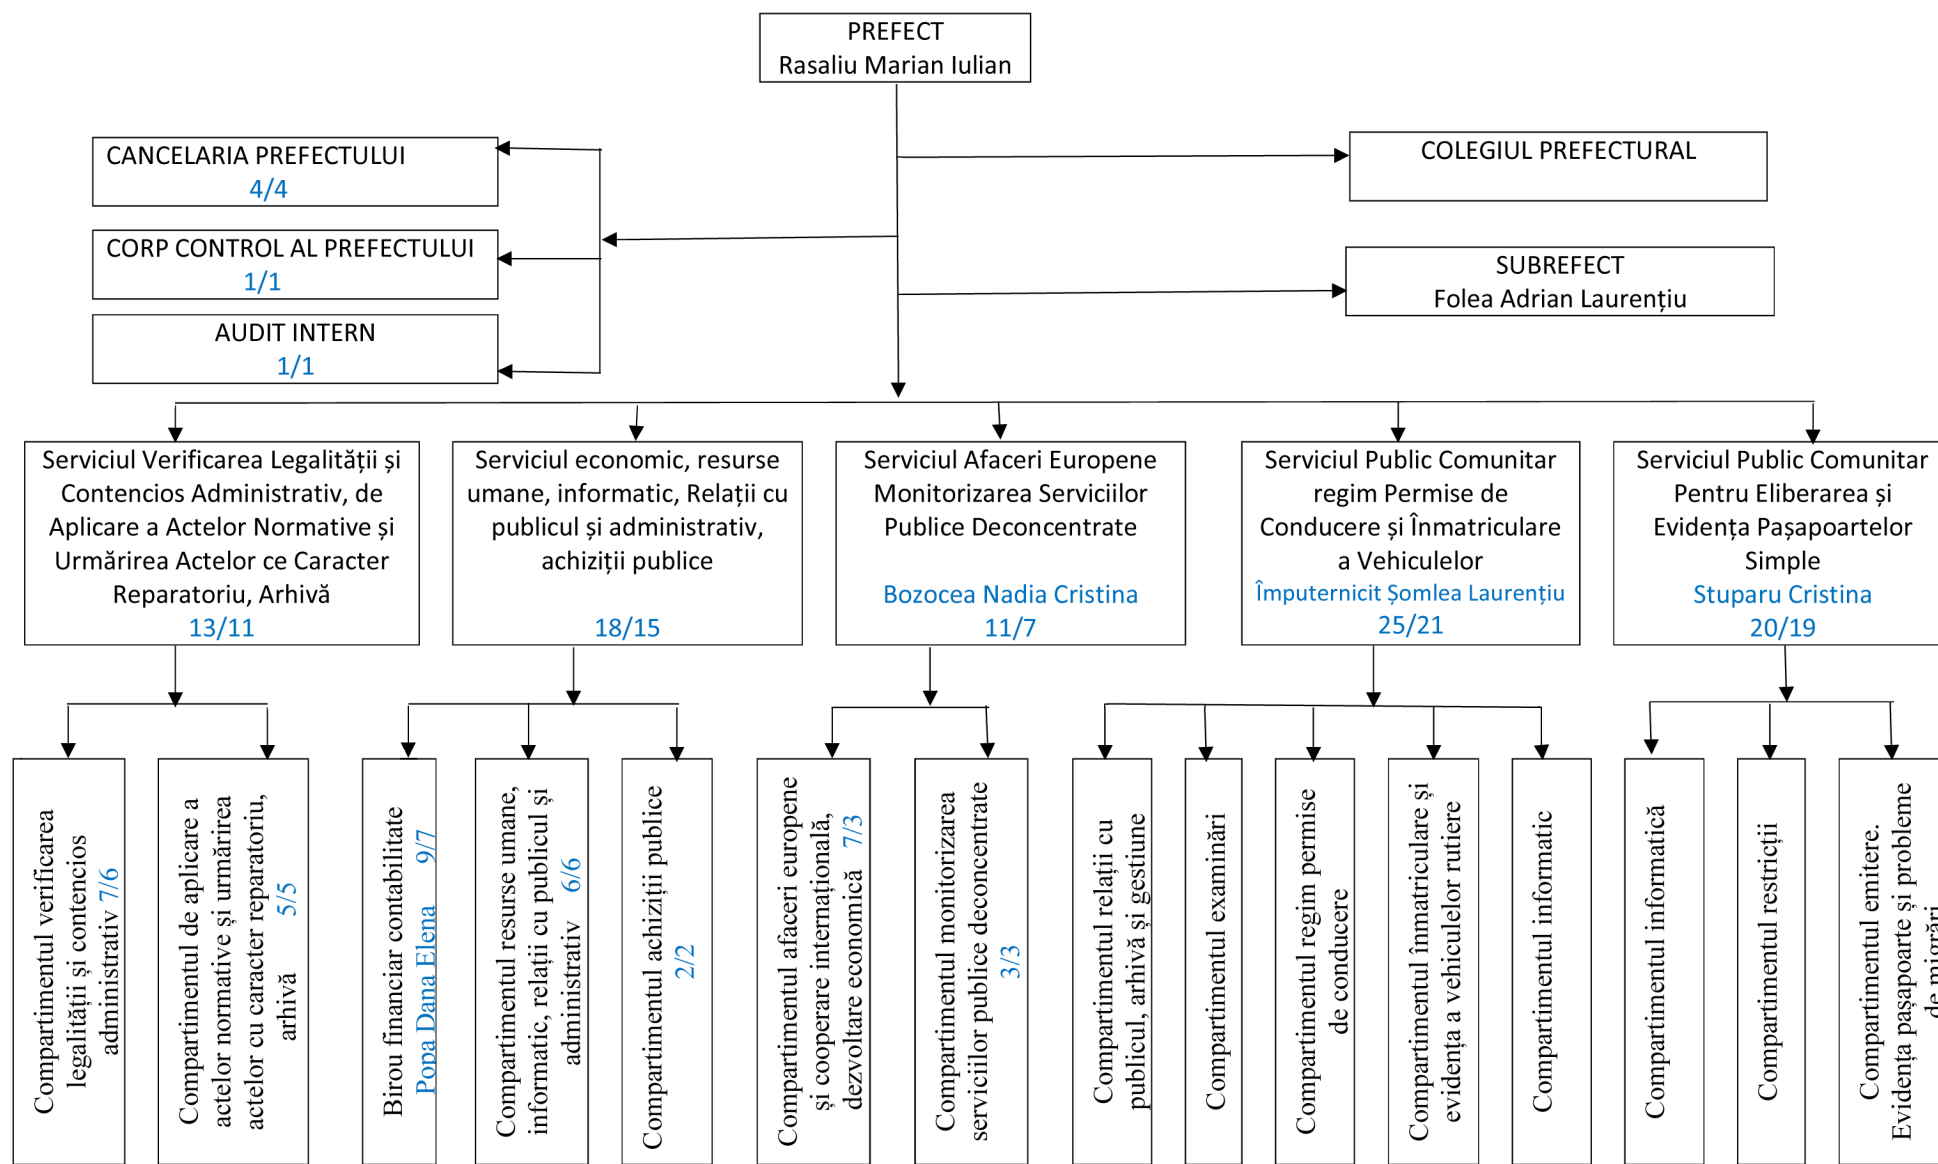 PREFECT
Rasaliu Marian Iulian
CANCELARIA PREFECTULUI
4/4
COLEGIUL PREFECTURAL
CORP CONTROL AL PREFECTULUI
1/1
SUBREFECT
Folea Adrian Laurențiu
AUDIT INTERN
1/1
Serviciul Verificarea Legalității și
Contencios Administrativ, de
Aplicare a Actelor Normative și
Urmărirea Actelor ce Caracter
Reparatoriu, Arhivă
13/11
Serviciul economic, resurse
umane, informatic, Relații cu
publicul și administrativ,
achiziții publice
18/15
Serviciul Afaceri Europene
Monitorizarea Serviciilor
Publice Deconcentrate
Bozocea Nadia Cristina
11/7
Serviciul Public Comunitar
regim Permise de
Conducere și Înmatriculare
a Vehiculelor
Împuternicit Șomlea Laurențiu
25/21
Serviciul Public Comunitar
Pentru Eliberarea și
Evidența Pașapoartelor
Simple
Stuparu Cristina
20/19
Compartimentul verificarea
legalității și contencios
administrativ 7/6
Compartimentul de aplicare a
actelor normative și urmărirea
actelor cu caracter reparatoriu,
arhivă 5/5
Birou financiar contabilitate
Popa Dana Elena 9/7
Compartimentul resurse umane,
informatic, relații cu publicul și
administrativ 6/6
Compartimentul achiziții publice
2/2
Compartimentul afaceri europene
și cooperare internațională,
dezvoltare economică 7/3
Compartimentul monitorizarea
serviciilor publice deconcentrate
3/3
Compartimentul relații cu
publicul, arhivă și gestiune
Compartimentul examinări
Compartimentul regim permise
de conducere
Compartimentul înmatriculare și
evidența a vehiculelor rutiere
Compartimentul informatic
Compartimentul informatică
Compartimentul restricții
Compartimentul emitere.
Evidența pașapoarte și probleme
de migrări